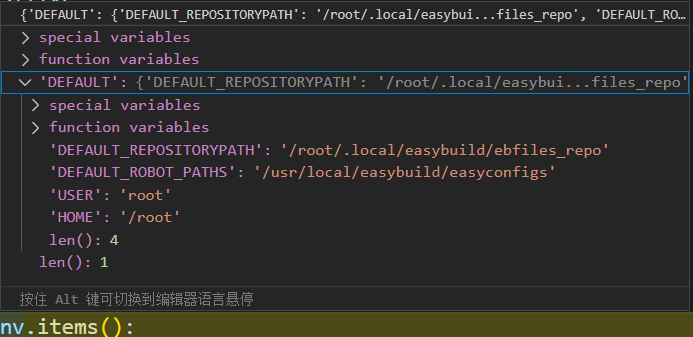 {'DEFAULT': {'DEFAULT_REPOSITORYPATH': '/root/.local/easybui...files_repo', 'DEFAULT_RO...
special variables
function variables
'DEFAULT': {'DEFAULT_REPOSITORYPATH': '/root/.local/easybui...files_repo'
special variables
function variables
'DEFAULT_REPOSITORYPATH': '/root/.local/easybuild/ebfiles_repo'
'DEFAULT_ROBOT_PATHS': '/usr/local/easybuild/easyconfigs'
'USER': 'root'
'HOME': '/root'
len(): 4
len(): 1
按住 Alt 键可切换到编辑器语言悬停
nv.items():